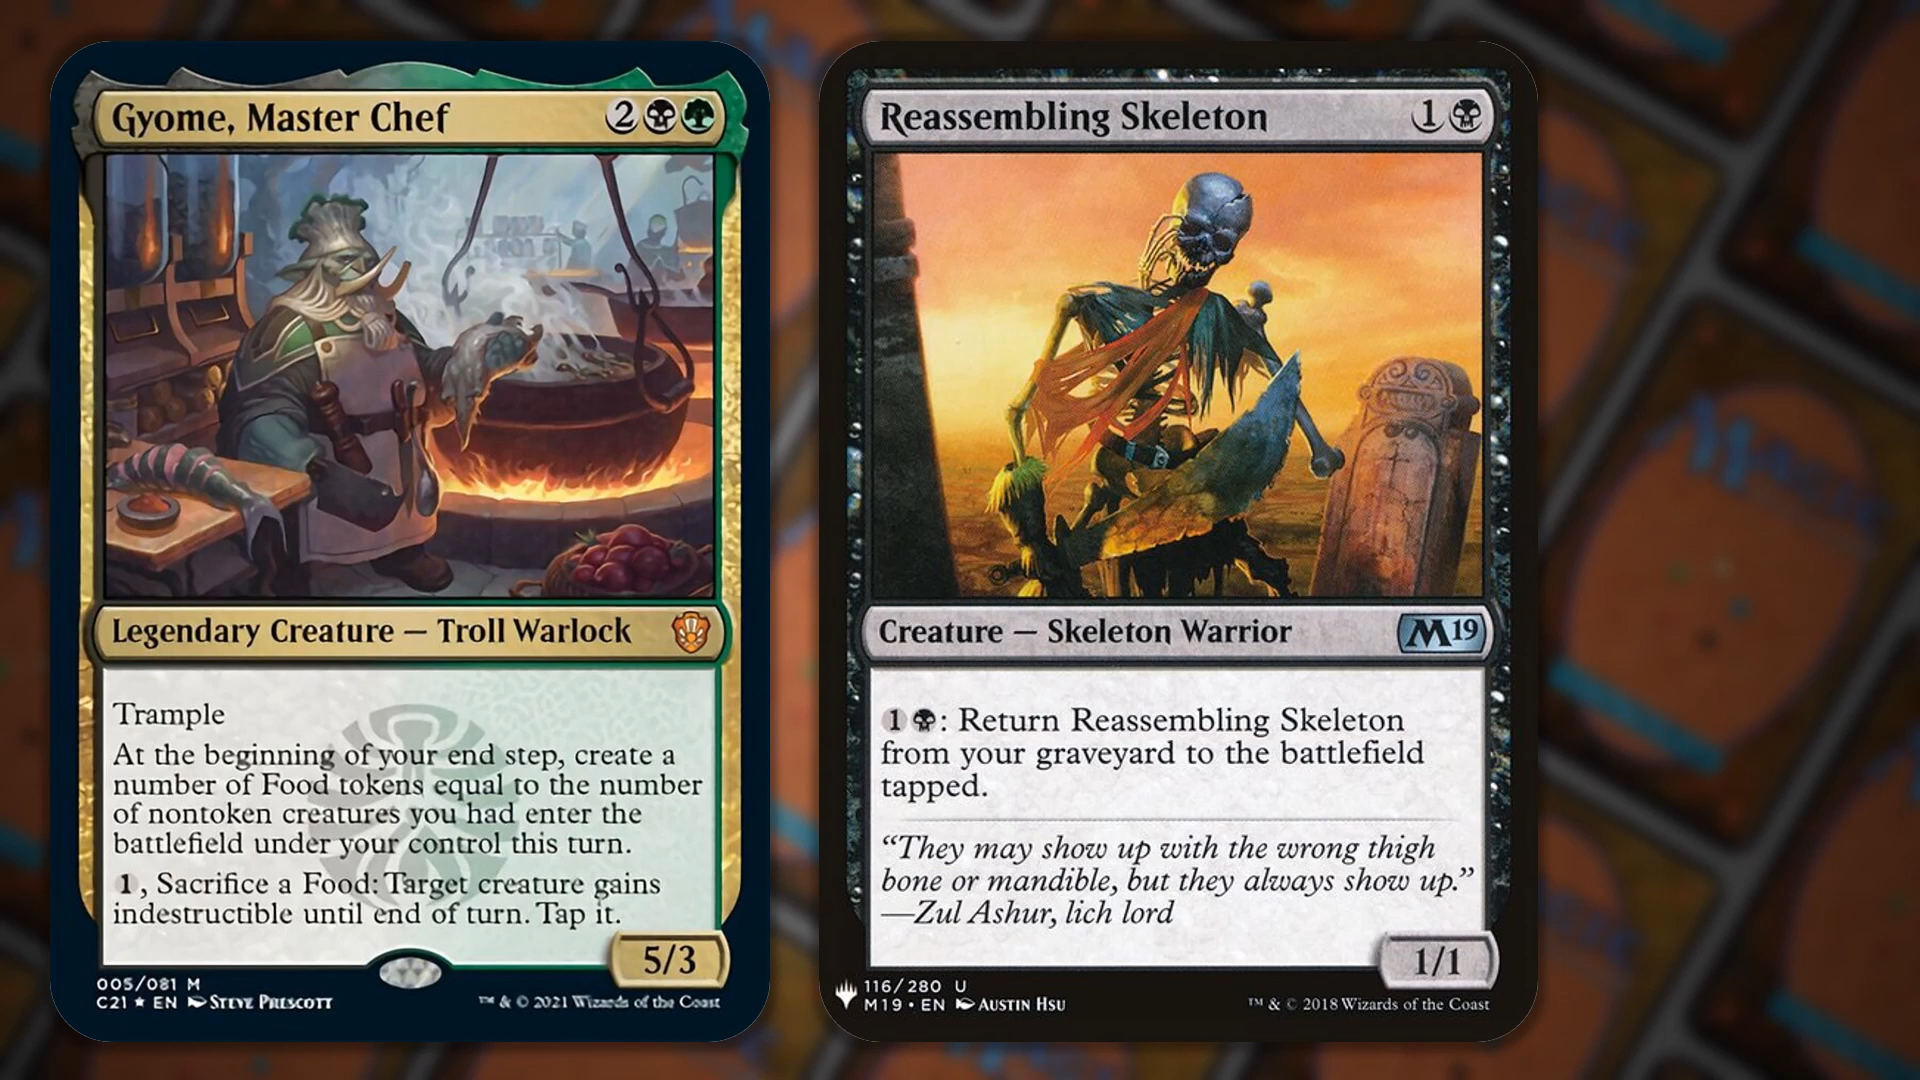 Gyome, Master Chef 2
Legendary Creature — Troll Warlock
Trample
At the beginning of your end step, create a
number of Food tokens equal to the number
of nontoken creatures you had enter the
battlefield under your control this turn.
1, Sacrifice a Food: Target creature gains
indestructible until end of turn. Tap it.
5/3
005/081 M
C21 ★ EN STEVE PRESCOTT
™ & © 2021 Wizards of the Coast
Reassembling Skeleton 1
Creature — Skeleton Warrior M19
1: Return Reassembling Skeleton
from your graveyard to the battlefield
tapped.
“They may show up with the wrong thigh
bone or mandible, but they always show up.”
—Zul Ashur, lich lord
1/1
116/280 U
M19 • EN AUSTIN HSU
™ & © 2018 Wizards of the Coast